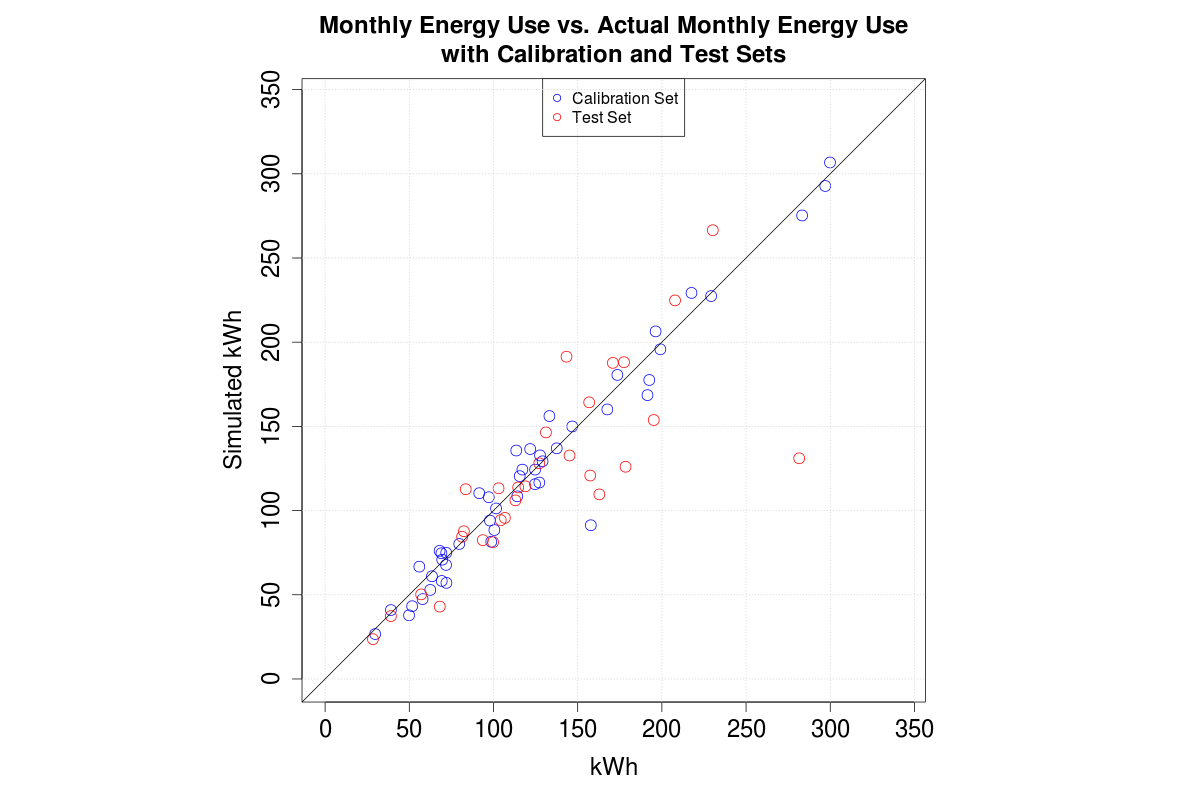 Monthly Energy Use vs. Actual Monthly Energy Use
with Calibration and Test Sets
Calibration Set
Test Set
Simulated kWh
350
300
250
200
150
100
50
0
0 50 100 150 200 250 300 350
kWh